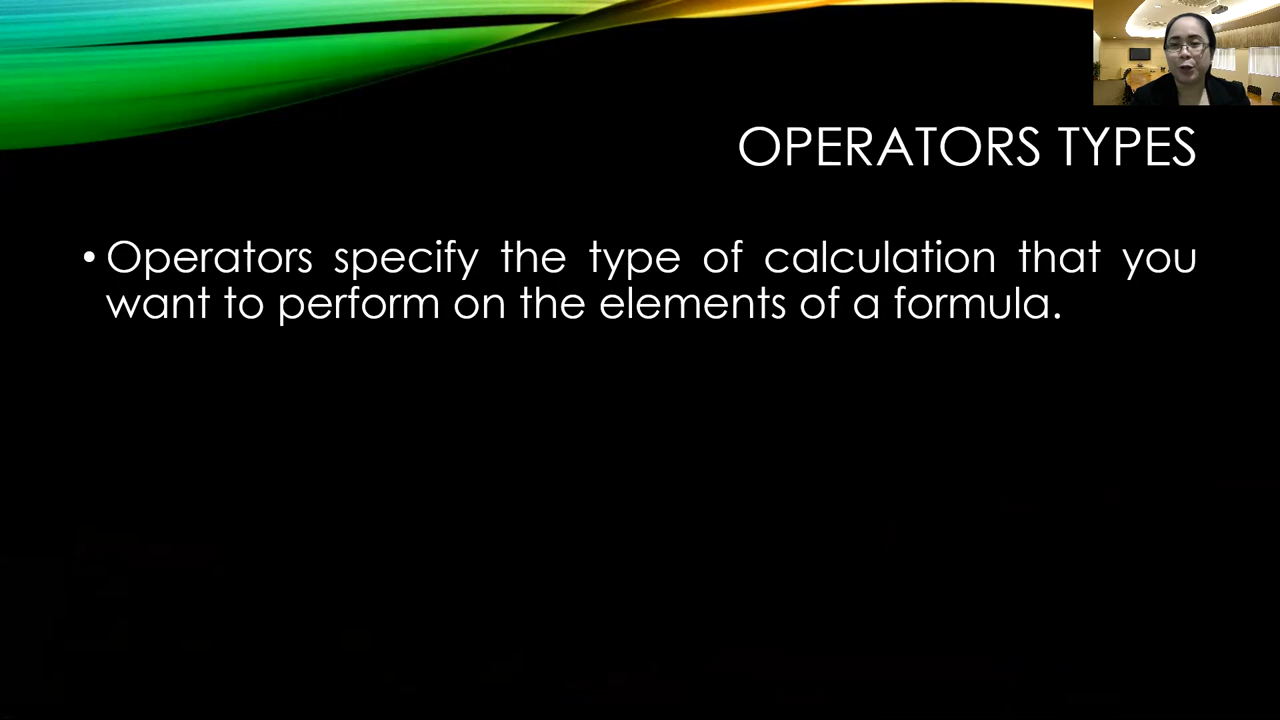 OPERATORS TYPES
• Operators specify the type of calculation that you
want to perform on the elements of a formula.